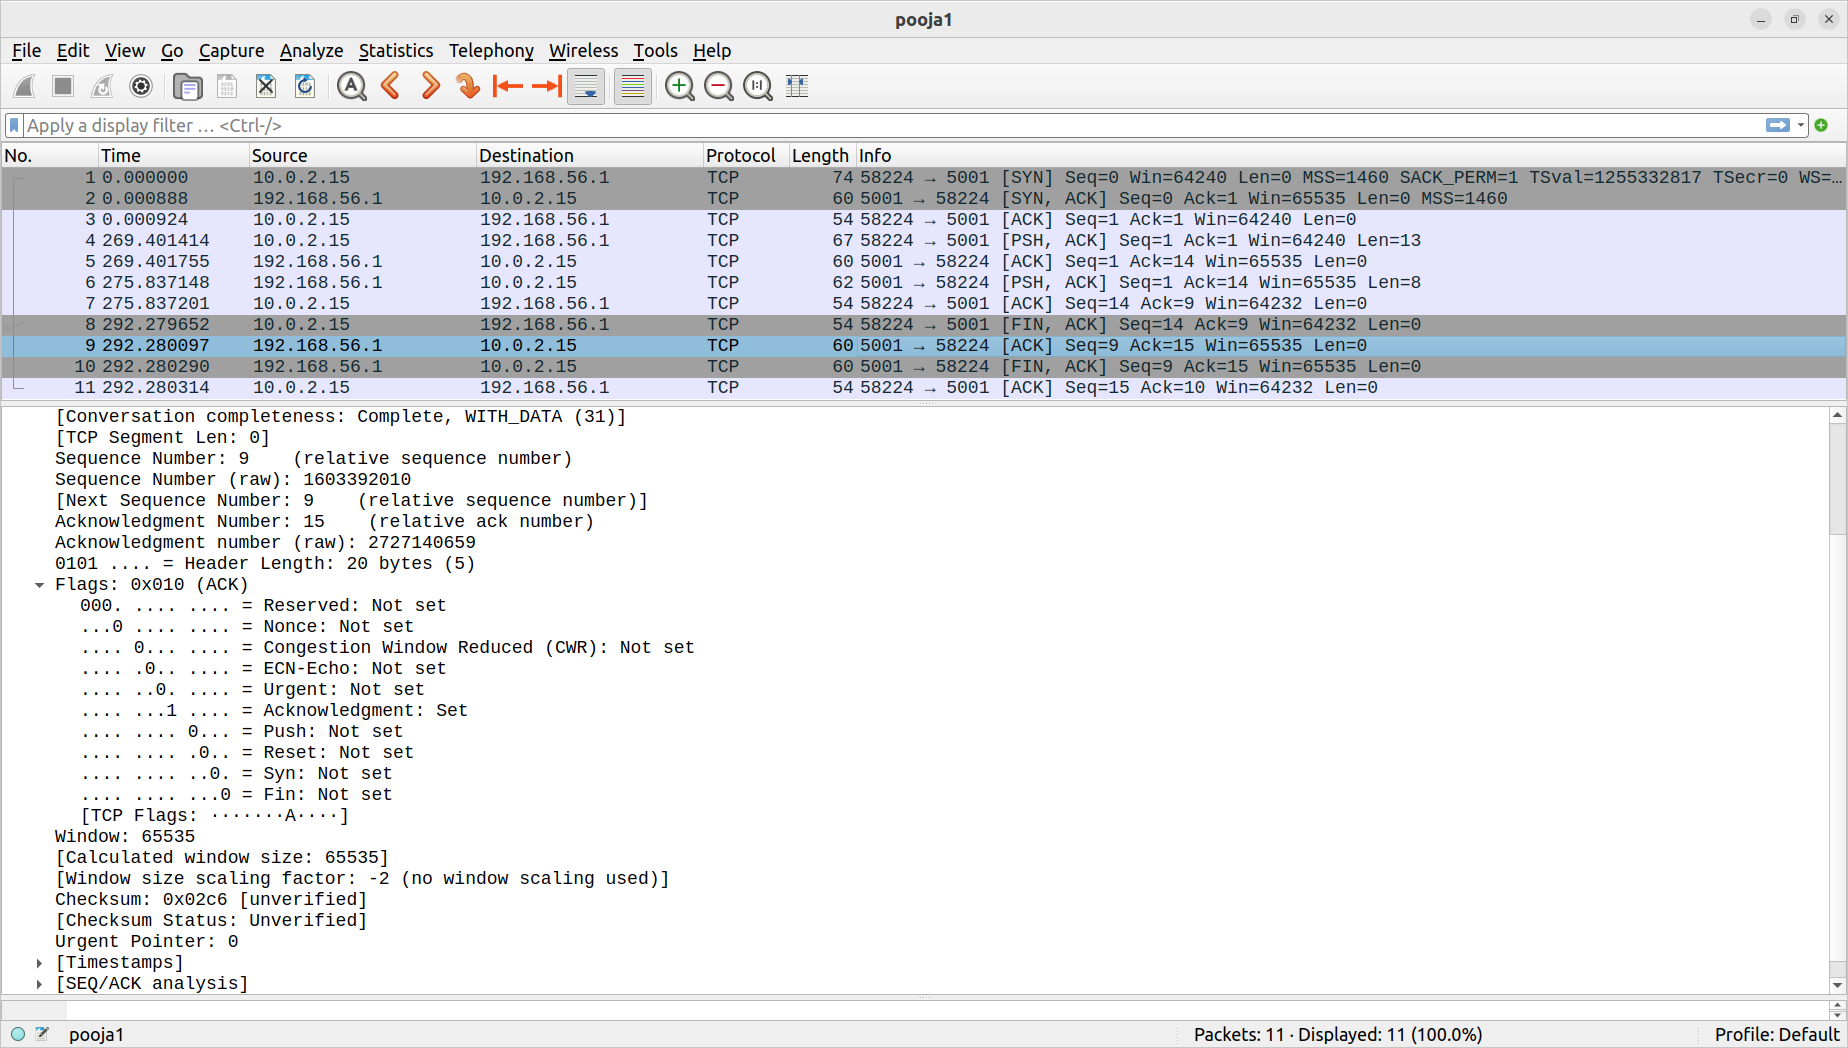 pooja1
File Edit View Go Capture Analyze Statistics Telephony Wireless Tools Help
Apply a display filter … <Ctrl-/>
No. Time Source Destination Protocol Length Info
1 0.000000 10.0.2.15 192.168.56.1 TCP 74 58224 → 5001 [SYN] Seq=0 Win=64240 Len=0 MSS=1460 SACK_PERM=1 TSval=1255332817 TSecr=0 WS=…
2 0.000888 192.168.56.1 10.0.2.15 TCP 60 5001 → 58224 [SYN, ACK] Seq=0 Ack=1 Win=65535 Len=0 MSS=1460
3 0.000924 10.0.2.15 192.168.56.1 TCP 54 58224 → 5001 [ACK] Seq=1 Ack=1 Win=64240 Len=0
4 269.401414 10.0.2.15 192.168.56.1 TCP 67 58224 → 5001 [PSH, ACK] Seq=1 Ack=1 Win=64240 Len=13
5 269.401755 192.168.56.1 10.0.2.15 TCP 60 5001 → 58224 [ACK] Seq=1 Ack=14 Win=65535 Len=0
6 275.837148 192.168.56.1 10.0.2.15 TCP 62 5001 → 58224 [PSH, ACK] Seq=1 Ack=14 Win=65535 Len=8
7 275.837201 10.0.2.15 192.168.56.1 TCP 54 58224 → 5001 [ACK] Seq=14 Ack=9 Win=64232 Len=0
8 292.279652 10.0.2.15 192.168.56.1 TCP 54 58224 → 5001 [FIN, ACK] Seq=14 Ack=9 Win=64232 Len=0
9 292.280097 192.168.56.1 10.0.2.15 TCP 60 5001 → 58224 [ACK] Seq=9 Ack=15 Win=65535 Len=0
10 292.280290 192.168.56.1 10.0.2.15 TCP 60 5001 → 58224 [FIN, ACK] Seq=9 Ack=15 Win=65535 Len=0
11 292.280314 10.0.2.15 192.168.56.1 TCP 54 58224 → 5001 [ACK] Seq=15 Ack=10 Win=64232 Len=0
[Conversation completeness: Complete, WITH_DATA (31)]
[TCP Segment Len: 0]
Sequence Number: 9    (relative sequence number)
Sequence Number (raw): 1603392010
[Next Sequence Number: 9    (relative sequence number)]
Acknowledgment Number: 15    (relative ack number)
Acknowledgment number (raw): 2727140659
0101 .... = Header Length: 20 bytes (5)
Flags: 0x010 (ACK)
000. .... .... = Reserved: Not set
...0 .... .... = Nonce: Not set
.... 0... .... = Congestion Window Reduced (CWR): Not set
.... .0.. .... = ECN-Echo: Not set
.... ..0. .... = Urgent: Not set
.... ...1 .... = Acknowledgment: Set
.... .... 0... = Push: Not set
.... .... .0.. = Reset: Not set
.... .... ..0. = Syn: Not set
.... .... ...0 = Fin: Not set
[TCP Flags: ·······A····]
Window: 65535
[Calculated window size: 65535]
[Window size scaling factor: -2 (no window scaling used)]
Checksum: 0x02c6 [unverified]
[Checksum Status: Unverified]
Urgent Pointer: 0
[Timestamps]
[SEQ/ACK analysis]
pooja1 Packets: 11 · Displayed: 11 (100.0%) Profile: Default